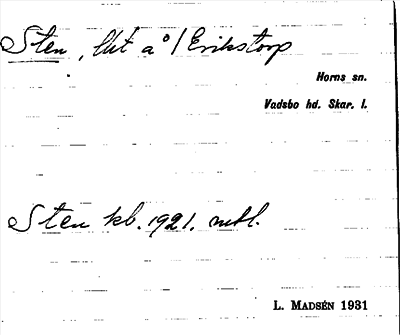 Sten, lht å /Erikstorp
Horns sn.
Vadsbo hd. Skar. l.
Sten kb. 1921. mtl.
L. MADSÉN 1931